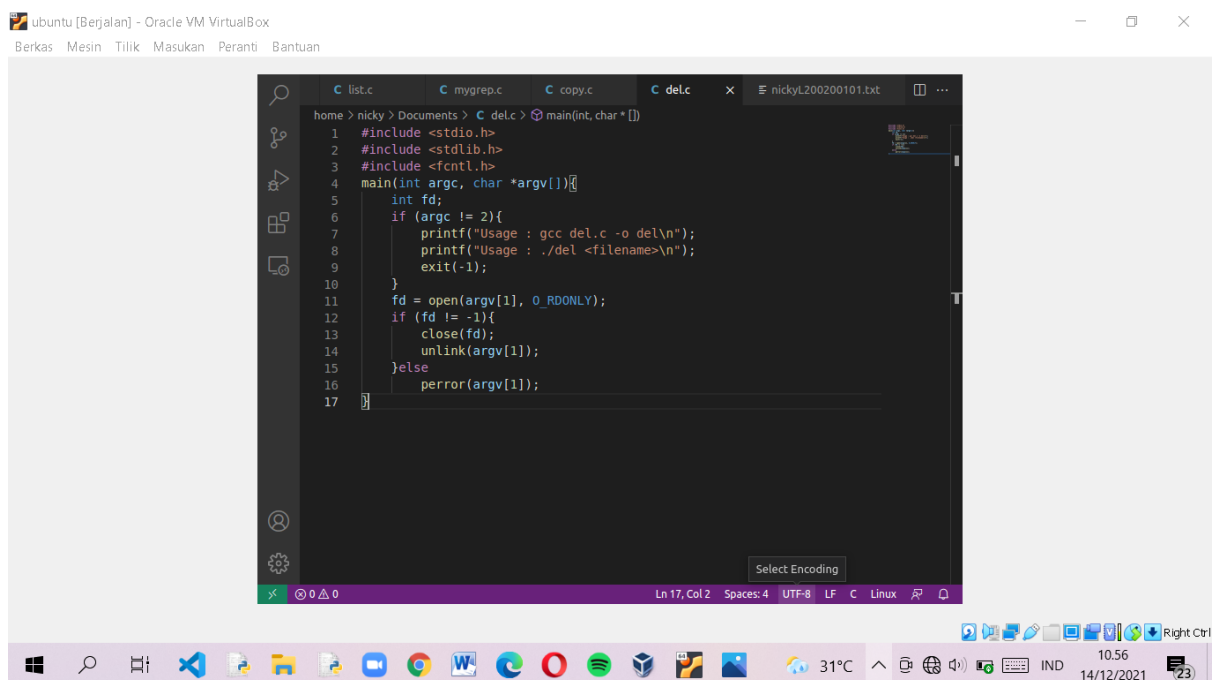 ubuntu [Berjalan] - Oracle VM VirtualBox
Berkas Mesin Tilik Masukan Peranti Bantuan
C list.c C mygrep.c C copy.c C del.c nickyL200200101.txt
home > nicky > Documents > C del.c > main(int, char * [])
1 #include <stdio.h>
2 #include <stdlib.h>
3 #include <fcntl.h>
4 main(int argc, char *argv[]){
5 int fd;
6 if (argc != 2){
7 printf("Usage : gcc del.c -o del\n");
8 printf("Usage : ./del <filename>\n");
9 exit(-1);
10 }
11 fd = open(argv[1], O_RDONLY);
12 if (fd != -1){
13 close(fd);
14 unlink(argv[1]);
15 }else
16 perror(argv[1]);
17 }
Select Encoding
0 0 Ln 17, Col 2 Spaces: 4 UTF-8 LF C Linux
Right Ctrl
31°C IND 10.56
14/12/2021 23